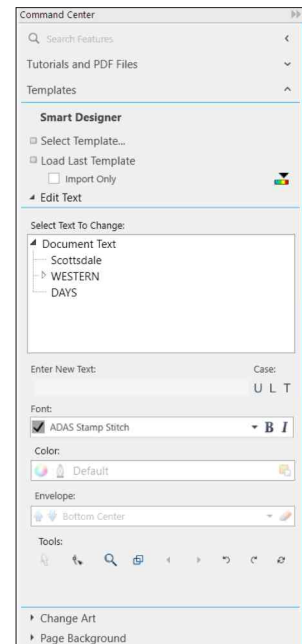 Command Center
Search Features
Tutorials and PDF Files
Templates
Smart Designer
Select Template...
Load Last Template
Import Only
Edit Text
Select Text To Change:
Document Text
Scottsdale
WESTERN
DAYS
Enter New Text: Case:
U L T
Font:
ADAS Stamp Stitch B I
Color:
Default
Envelope:
Bottom Center
Tools:
Change Art
Page Background